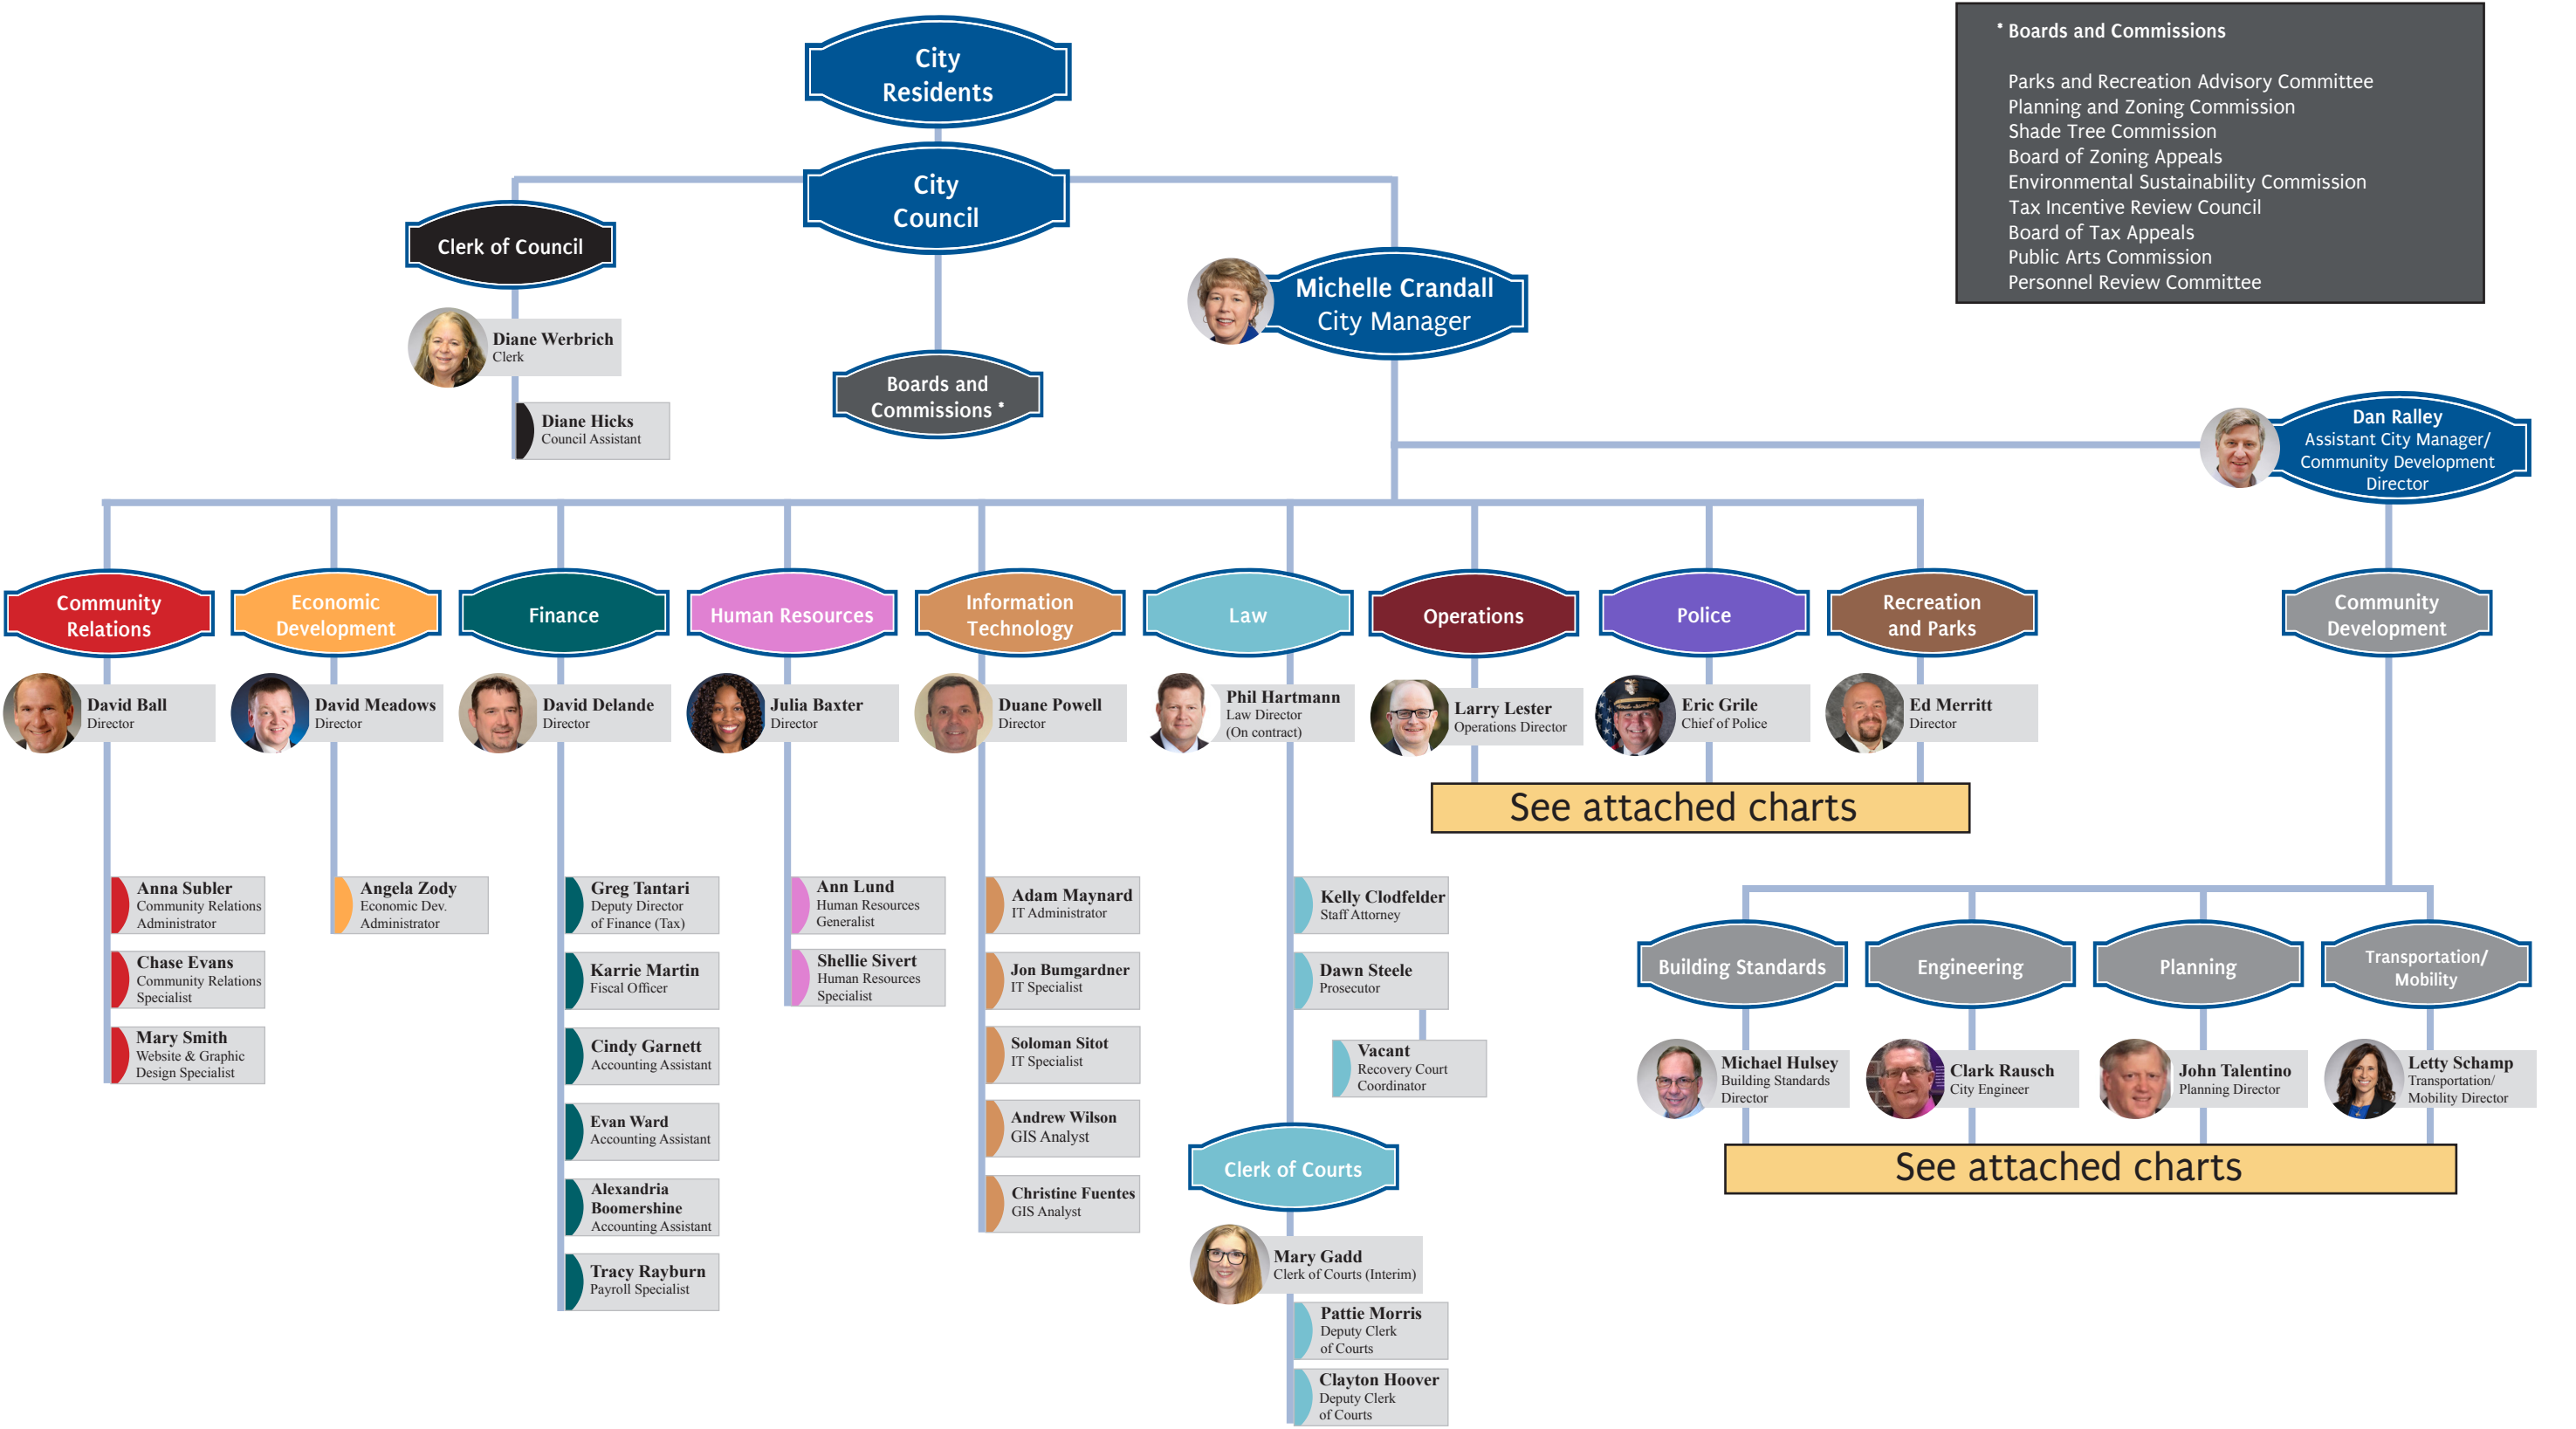 City
Residents
* Boards and Commissions
Parks and Recreation Advisory Committee
Planning and Zoning Commission
Shade Tree Commission
Board of Zoning Appeals
Environmental Sustainability Commission
Tax Incentive Review Council
Board of Tax Appeals
Public Arts Commission
Personnel Review Committee
City
Council
Clerk of Council
Diane Werbrich
Clerk
Diane Hicks
Council Assistant
Boards and
Commissions *
Michelle Crandall
City Manager
Dan Ralley
Assistant City Manager/
Community Development
Director
Community
Relations
David Ball
Director
Anna Subler
Community Relations
Administrator
Chase Evans
Community Relations
Specialist
Mary Smith
Website & Graphic
Design Specialist
Economic
Development
David Meadows
Director
Angela Zody
Economic Dev.
Administrator
Finance
David Delande
Director
Greg Tantari
Deputy Director
of Finance (Tax)
Karrie Martin
Fiscal Officer
Cindy Garnett
Accounting Assistant
Evan Ward
Accounting Assistant
Alexandria
Boomershine
Accounting Assistant
Tracy Rayburn
Payroll Specialist
Human Resources
Julia Baxter
Director
Ann Lund
Human Resources
Generalist
Shellie Sivert
Human Resources
Specialist
Information
Technology
Duane Powell
Director
Adam Maynard
IT Administrator
Jon Bumgardner
IT Specialist
Soloman Sitot
IT Specialist
Andrew Wilson
GIS Analyst
Christine Fuentes
GIS Analyst
Law
Phil Hartmann
Law Director
(On contract)
Kelly Clodfelder
Staff Attorney
Dawn Steele
Prosecutor
Vacant
Recovery Court
Coordinator
Clerk of Courts
Mary Gadd
Clerk of Courts (Interim)
Pattie Morris
Deputy Clerk
of Courts
Clayton Hoover
Deputy Clerk
of Courts
Operations
Larry Lester
Operations Director
Police
Eric Grile
Chief of Police
Recreation
and Parks
Ed Merritt
Director
See attached charts
Community
Development
Building Standards
Michael Hulsey
Building Standards
Director
Engineering
Clark Rausch
City Engineer
Planning
John Talentino
Planning Director
Transportation/
Mobility
Letty Schamp
Transportation/
Mobility Director
See attached charts